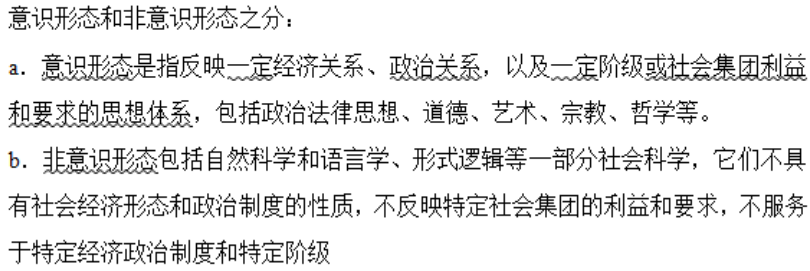 意识形态和非意识形态之分：
a．意识形态是指反映一定经济关系、政治关系，以及一定阶级或社会集团利益
和要求的思想体系，包括政治法律思想、道德、艺术、宗教、哲学等。
b．非意识形态包括自然科学和语言学、形式逻辑等一部分社会科学，它们不具
有社会经济形态和政治制度的性质，不反映特定社会集团的利益和要求，不服务
于特定经济政治制度和特定阶级